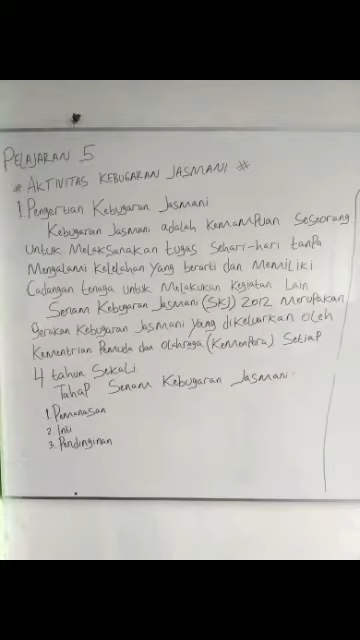 PELAJARAN 5
# AKTIVITAS KEBUGARAN JASMANI #
1. Pengertian Kebugaran Jasmani
Kebugaran Jasmani adalah Kemampuan Seseorang
Untuk Melaksanakan tugas Sehari-hari tanpa
Mengalami Kelelahan yang berarti dan Memiliki
Cadangan tenaga untuk Melakukan Kegiatan Lain
Senam Kebugaran Jasmani (SKJ) 2012 Merupakan
gerakan Kebugaran Jasmani yang dikeluarkan oleh
Kementrian Pemuda dan Olahraga (Kemenpora) Setiap
4 tahun Sekali
Tahap Senam Kebugaran Jasmani.
1. Pemanasan
2. Inti
3. Pendinginan